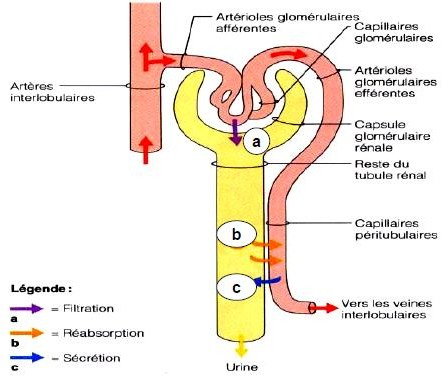 Artérioles glomérulaires
afférentes
Capillaires
glomérulaires
Artères
interlobulaires
Artérioles
glomérulaires
efférentes
Capsule
glomérulaire
rénale
a
Reste du
tubule rénal
b
Capillaires
péritubulaires
c
Légende :
= Filtration
a
= Réabsorption
b
= Sécrétion
c
Vers les veines
interlobulaires
Urine